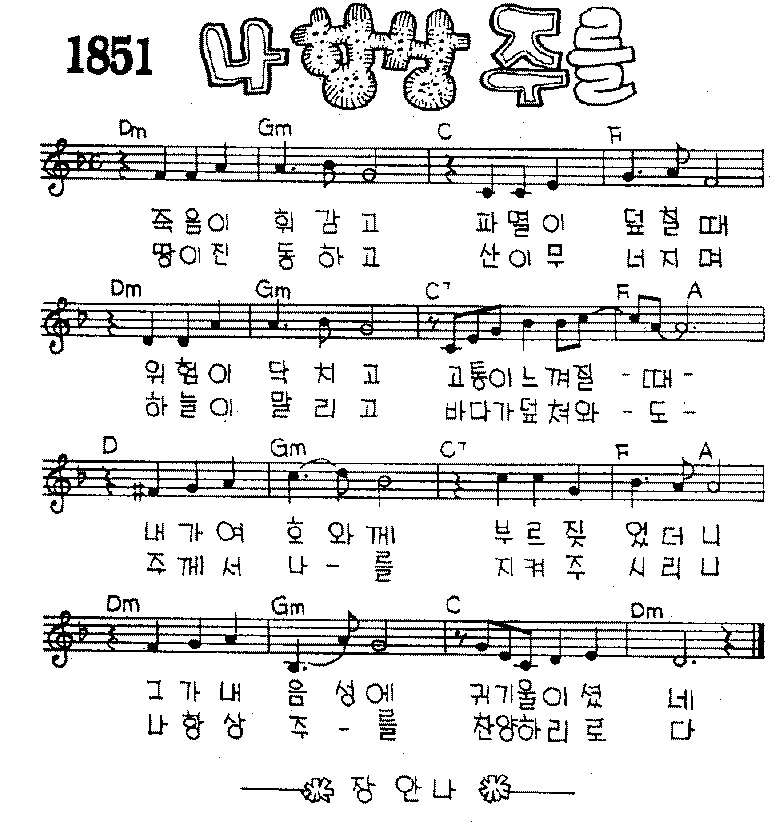 1851 나 항상 주를
Dm Gm C F
죽음이 휘 감 고 파 멸 이 덮 칠 때
땅이진 동 하 고 산 이 무 너 지 며
Dm Gm C7 F A
위 험 이 닥 치 고 고통이느껴질 - 때 -
하 늘 이 말 리 고 바다가덮쳐와 - 도 -
D Gm C7 F A
내 가 여 호 와 께 부 르 짖 었 더 니
주 께 서 나 - 를 지 켜 주 시 리 니
Dm Gm C Dm
그 가 내 음 성 에 귀기울이셨 네
나 항 상 주 - 를 찬양하리로 다
장 안 나